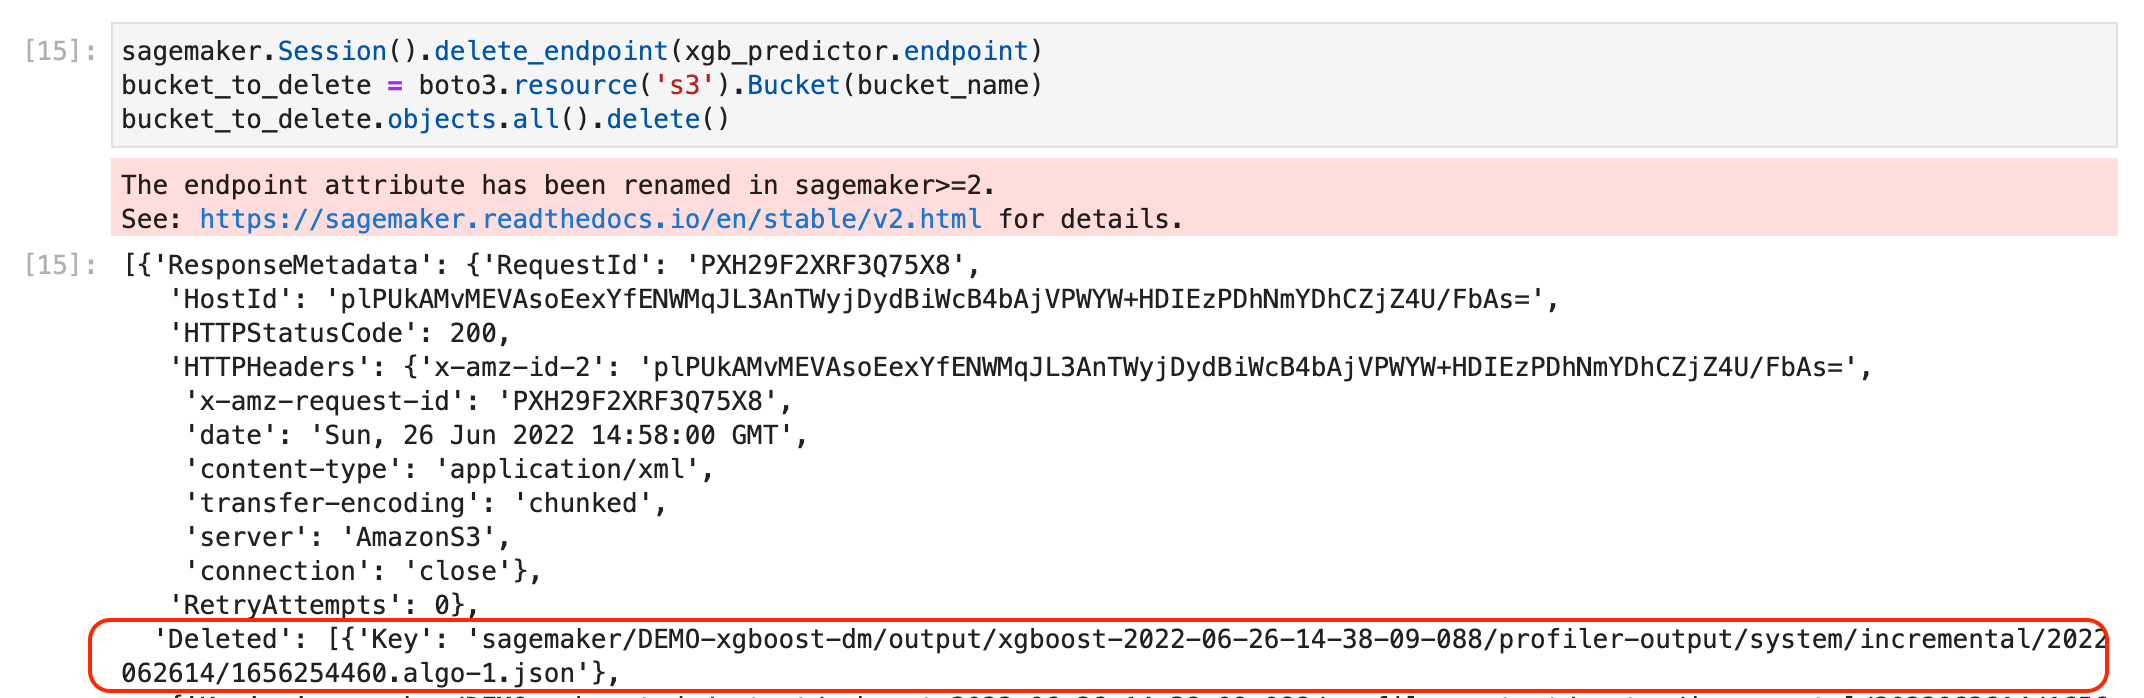 [15]: sagemaker.Session().delete_endpoint(xgb_predictor.endpoint)
bucket_to_delete = boto3.resource('s3').Bucket(bucket_name)
bucket_to_delete.objects.all().delete()
The endpoint attribute has been renamed in sagemaker>=2.
See: https://sagemaker.readthedocs.io/en/stable/v2.html for details.
[15]: [{'ResponseMetadata': {'RequestId': 'PXH29F2XRF3Q75X8',
'HostId': 'plPUkAMvMEVAsoEexYfENWMqJL3AnTWyjDydBiWcB4bAjVPWYW+HDIEzPDhNmYDhCZjZ4U/FbAs=',
'HTTPStatusCode': 200,
'HTTPHeaders': {'x-amz-id-2': 'plPUkAMvMEVAsoEexYfENWMqJL3AnTWyjDydBiWcB4bAjVPWYW+HDIEzPDhNmYDhCZjZ4U/FbAs=',
'x-amz-request-id': 'PXH29F2XRF3Q75X8',
'date': 'Sun, 26 Jun 2022 14:58:00 GMT',
'content-type': 'application/xml',
'transfer-encoding': 'chunked',
'server': 'AmazonS3',
'connection': 'close'},
'RetryAttempts': 0},
'Deleted': [{'Key': 'sagemaker/DEMO-xgboost-dm/output/xgboost-2022-06-26-14-38-09-088/profiler-output/system/incremental/2022
062614/1656254460.algo-1.json'},